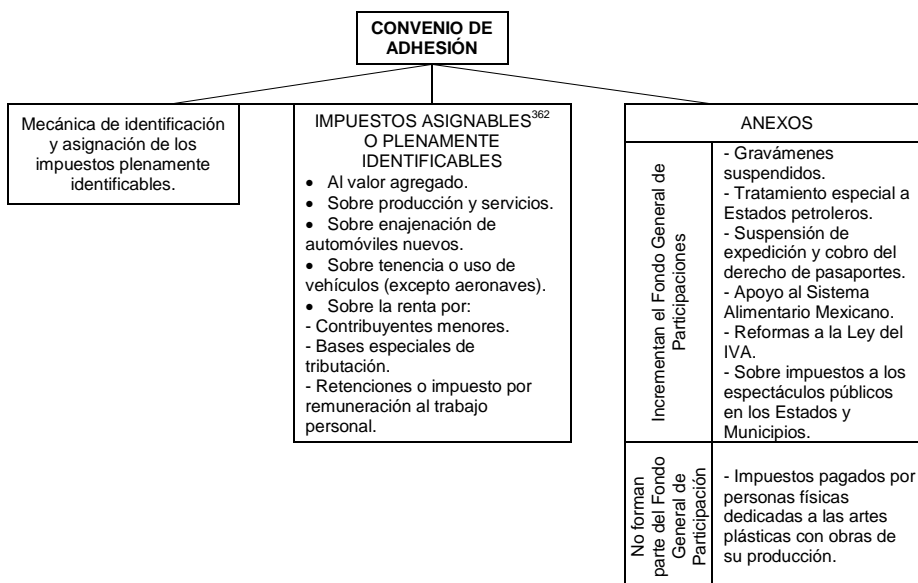 CONVENIO DE
ADHESIÓN
Mecánica de identificación
y asignación de los
impuestos plenamente
identificables.
IMPUESTOS ASIGNABLES362
O PLENAMENTE
IDENTIFICABLES
• Al valor agregado.
• Sobre producción y servicios.
• Sobre enajenación de
automóviles nuevos.
• Sobre tenencia o uso de
vehículos (excepto aeronaves).
• Sobre la renta por:
- Contribuyentes menores.
- Bases especiales de
tributación.
- Retenciones o impuesto por
remuneración al trabajo
personal.
ANEXOS
Incrementan el Fondo General de
Participaciones
- Gravámenes
suspendidos.
- Tratamiento especial a
Estados petroleros.
- Suspensión de
expedición y cobro del
derecho de pasaportes.
- Apoyo al Sistema
Alimentario Mexicano.
- Reformas a la Ley del
IVA.
- Sobre impuestos a los
espectáculos públicos
en los Estados y
Municipios.
No forman
parte del Fondo
General de
Participación
- Impuestos pagados por
personas físicas
dedicadas a las artes
plásticas con obras de
su producción.